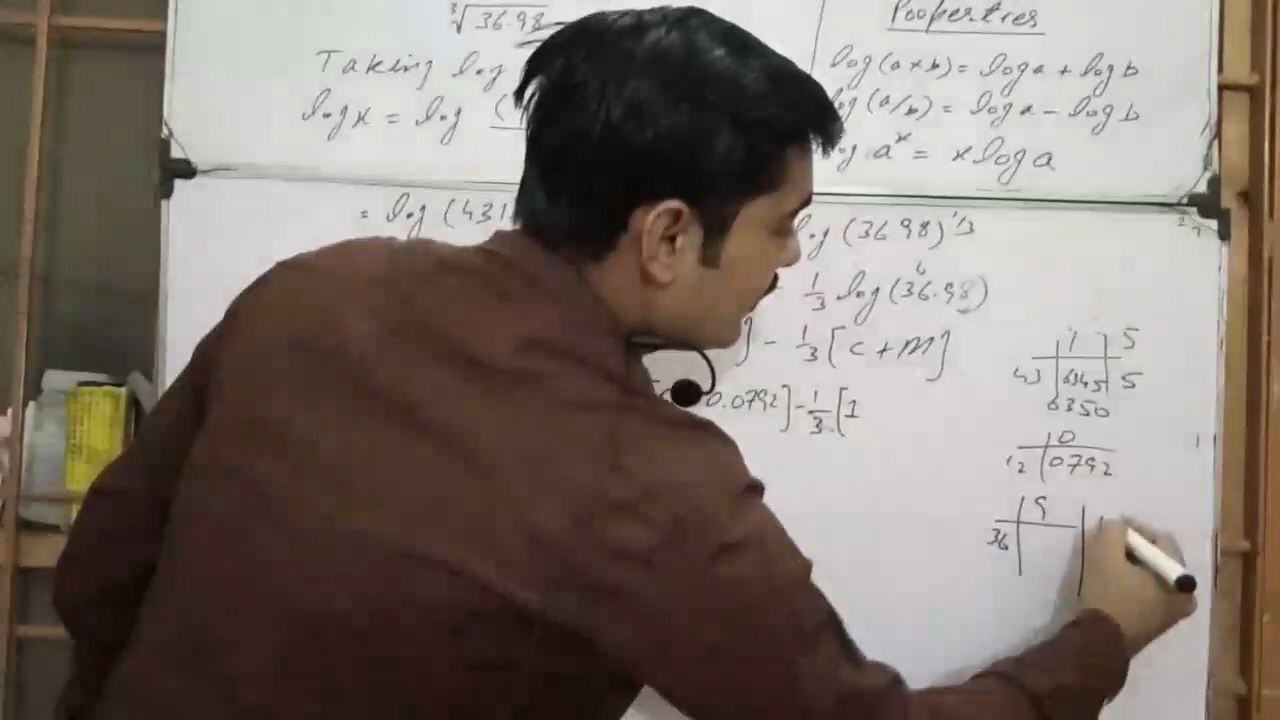 ∛36.98
Properties
Taking log
log x = log (
log(a×b) = log a + log b
log (a/b) = log a − log b
log aˣ = x log a
= log (431
log (36 98)^1/3
1/3 log (36.98)
] − 1/3 [ c + m ]
0.0792] − 1/3 [1
1 5
43 6345 5
6350
0
12 0792
9
36